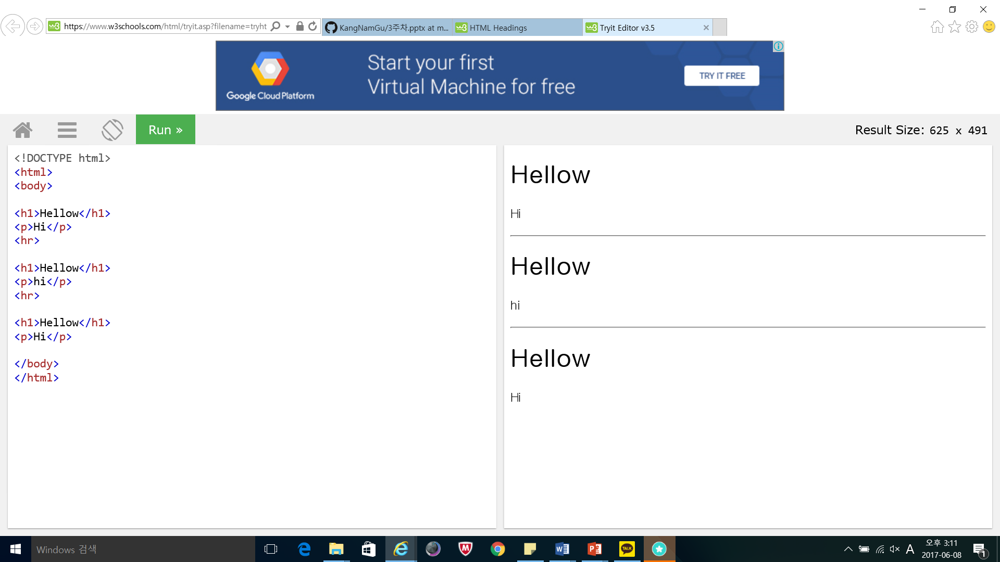 https://www.w3schools.com/html/tryit.asp?filename=tryht
KangNamGu/3주차.pptx at m...
HTML Headings
Tryit Editor v3.5
Google Cloud Platform
Start your first
Virtual Machine for free
TRY IT FREE
Run »
Result Size: 625 x 491
<!DOCTYPE html>
<html>
<body>
<h1>Hellow</h1>
<p>Hi</p>
<hr>
<h1>Hellow</h1>
<p>hi</p>
<hr>
<h1>Hellow</h1>
<p>Hi</p>
</body>
</html>
Hellow
Hi
Hellow
hi
Hellow
Hi
Windows 검색
TALK
A
오후 3:11
2017-06-08
1